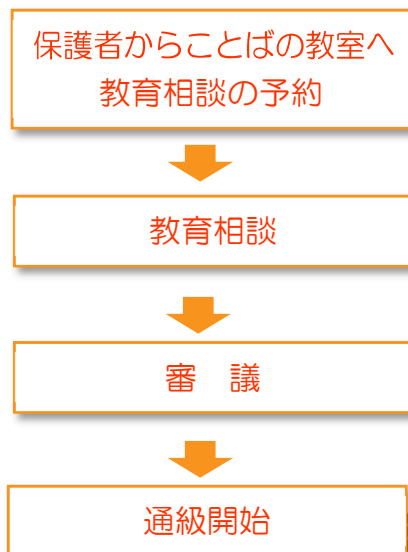 保護者からことばの教室へ
教育相談の予約
教育相談
審　議
通級開始